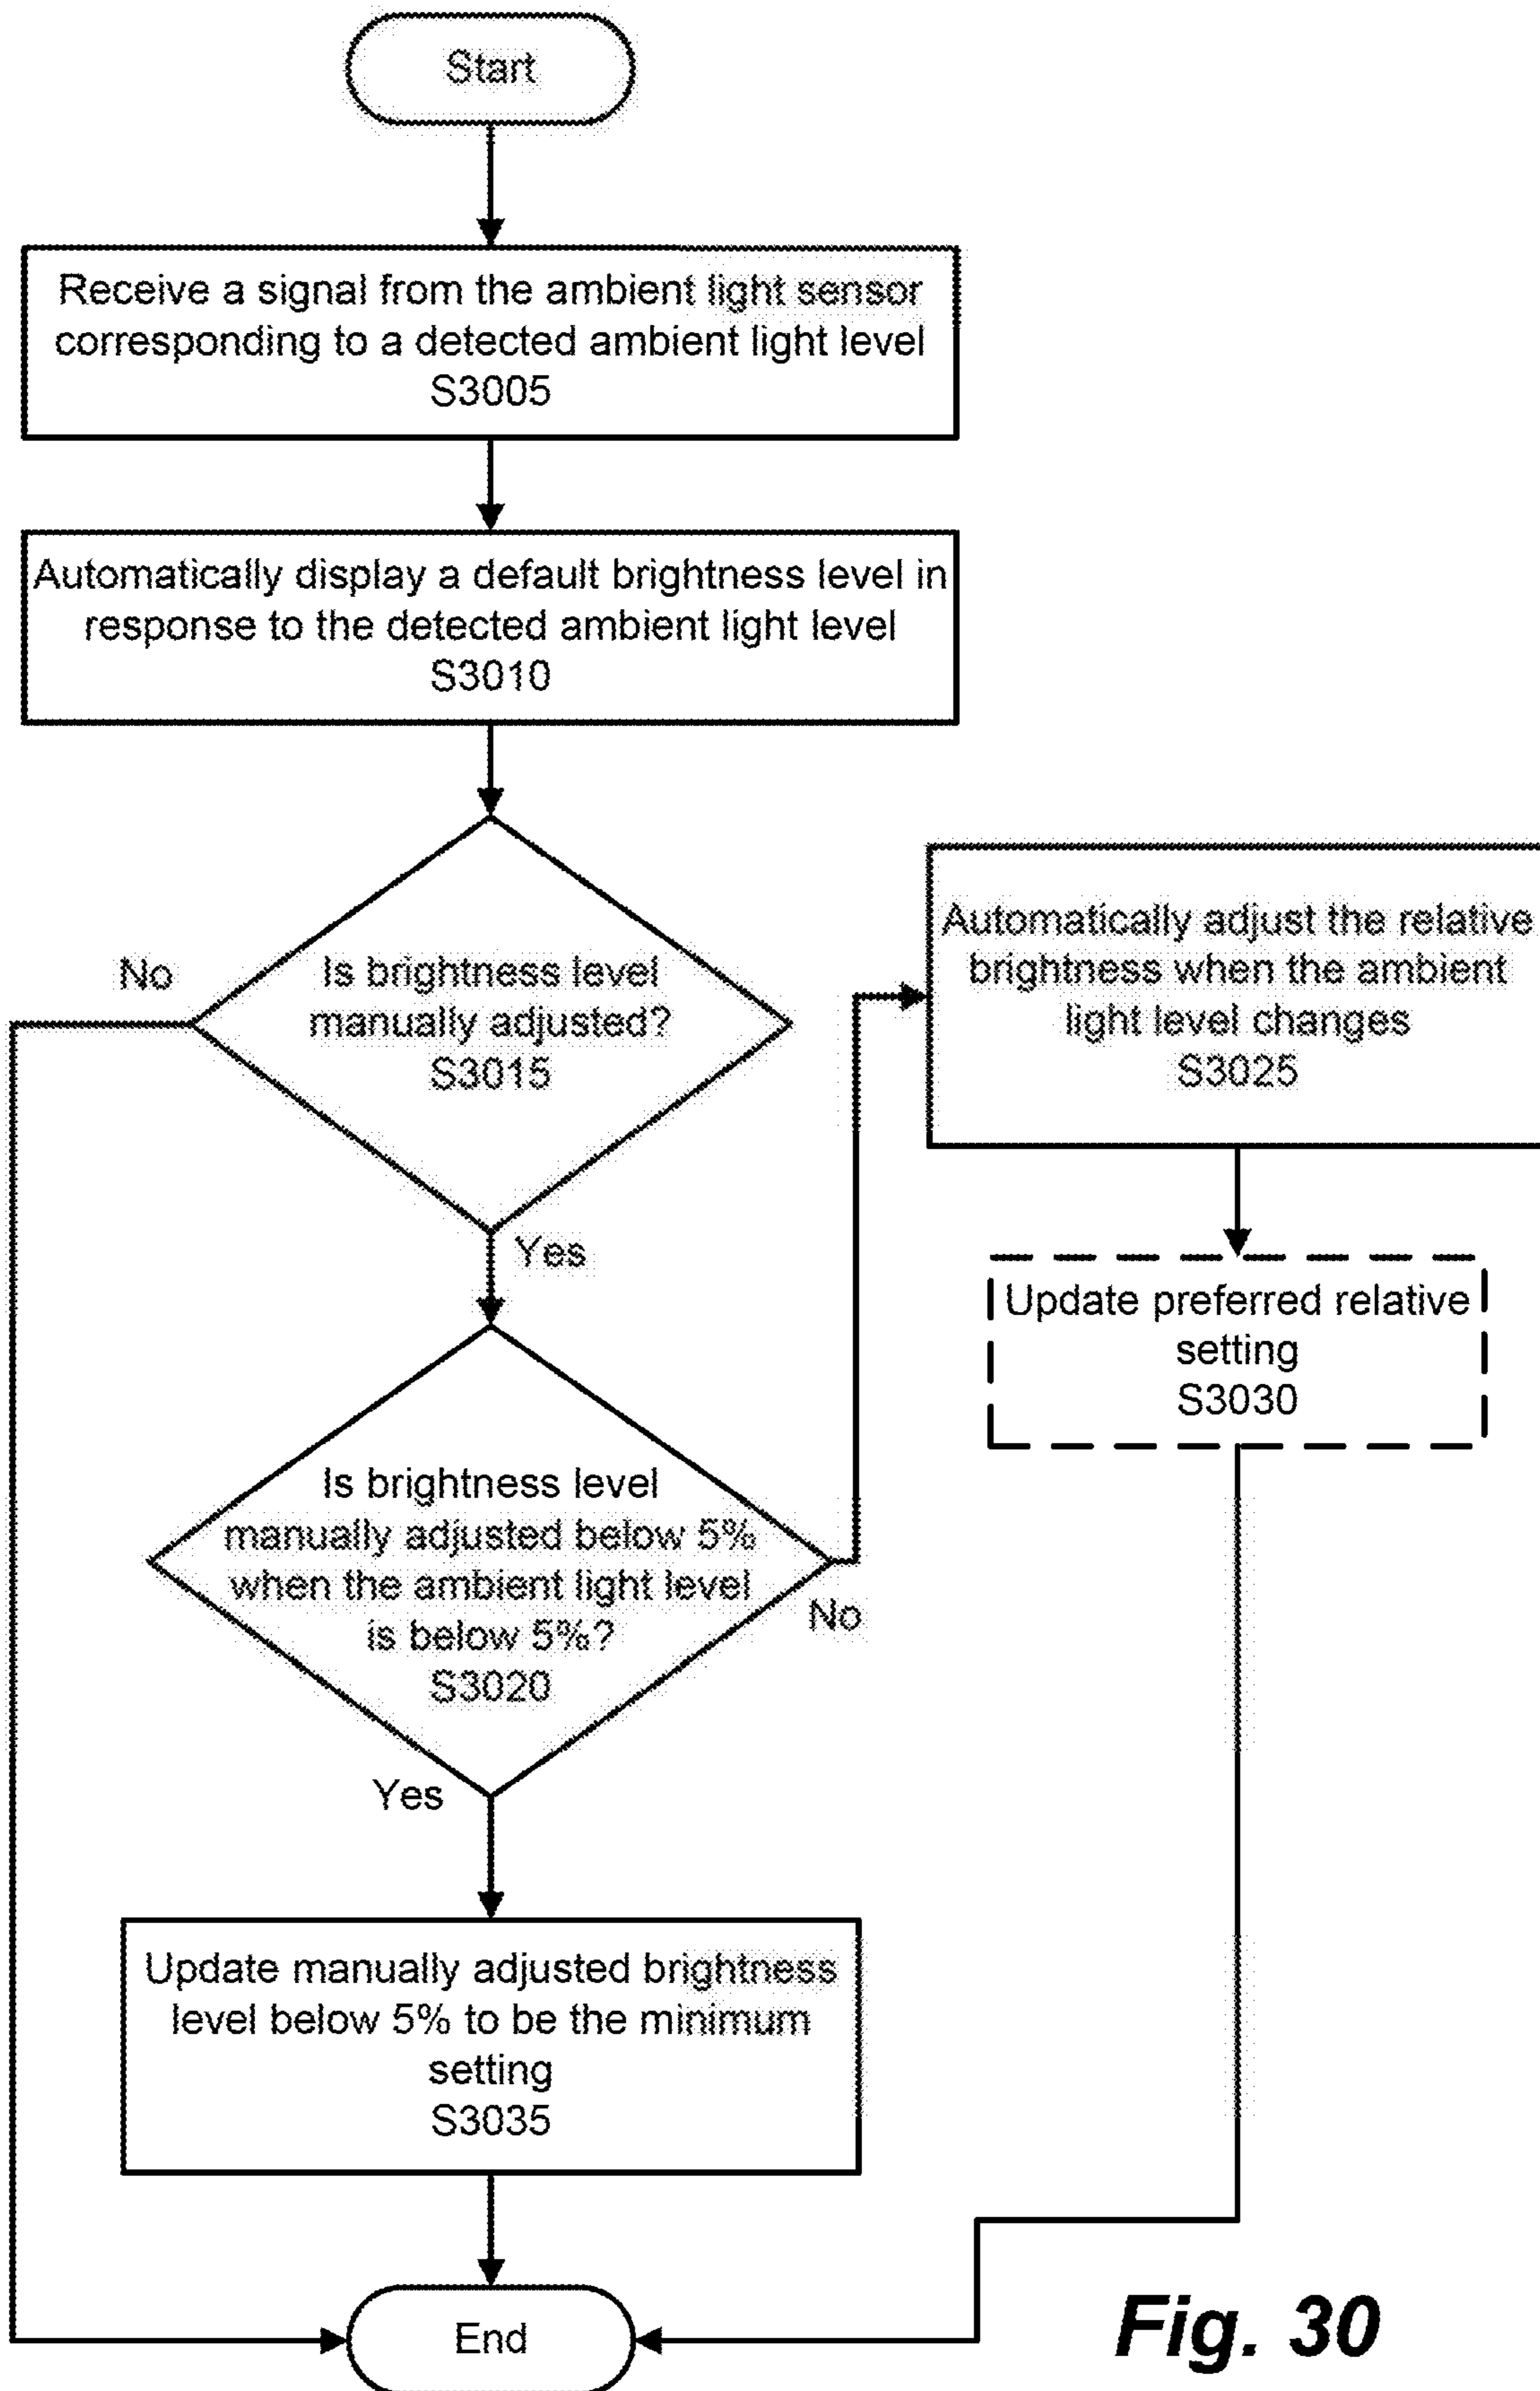 Start
Receive a signal from the ambient light sensor
corresponding to a detected ambient light level
S3005
Automatically display a default brightness level in
response to the detected ambient light level
S3010
No
Is brightness level
manually adjusted?
S3015
Yes
Automatically adjust the relative
brightness when the ambient
light level changes
S3025
Update preferred relative
setting
S3030
Is brightness level
manually adjusted below 5%
when the ambient light level
is below 5%?
S3020
No
Yes
Update manually adjusted brightness
level below 5% to be the minimum
setting
S3035
End
Fig. 30